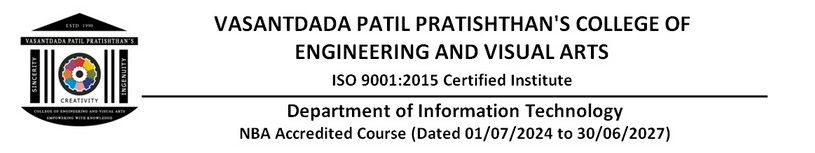 ESTD. 1990
VASANTDADA PATIL PRATISHTHAN'S
SINCERITY
INGENUITY
CREATIVITY
COLLEGE OF ENGINEERING AND VISUAL ARTS
EMPOWERING WITH KNOWLEDGE
VASANTDADA PATIL PRATISHTHAN'S COLLEGE OF
ENGINEERING AND VISUAL ARTS
ISO 9001:2015 Certified Institute
Department of Information Technology
NBA Accredited Course (Dated 01/07/2024 to 30/06/2027)